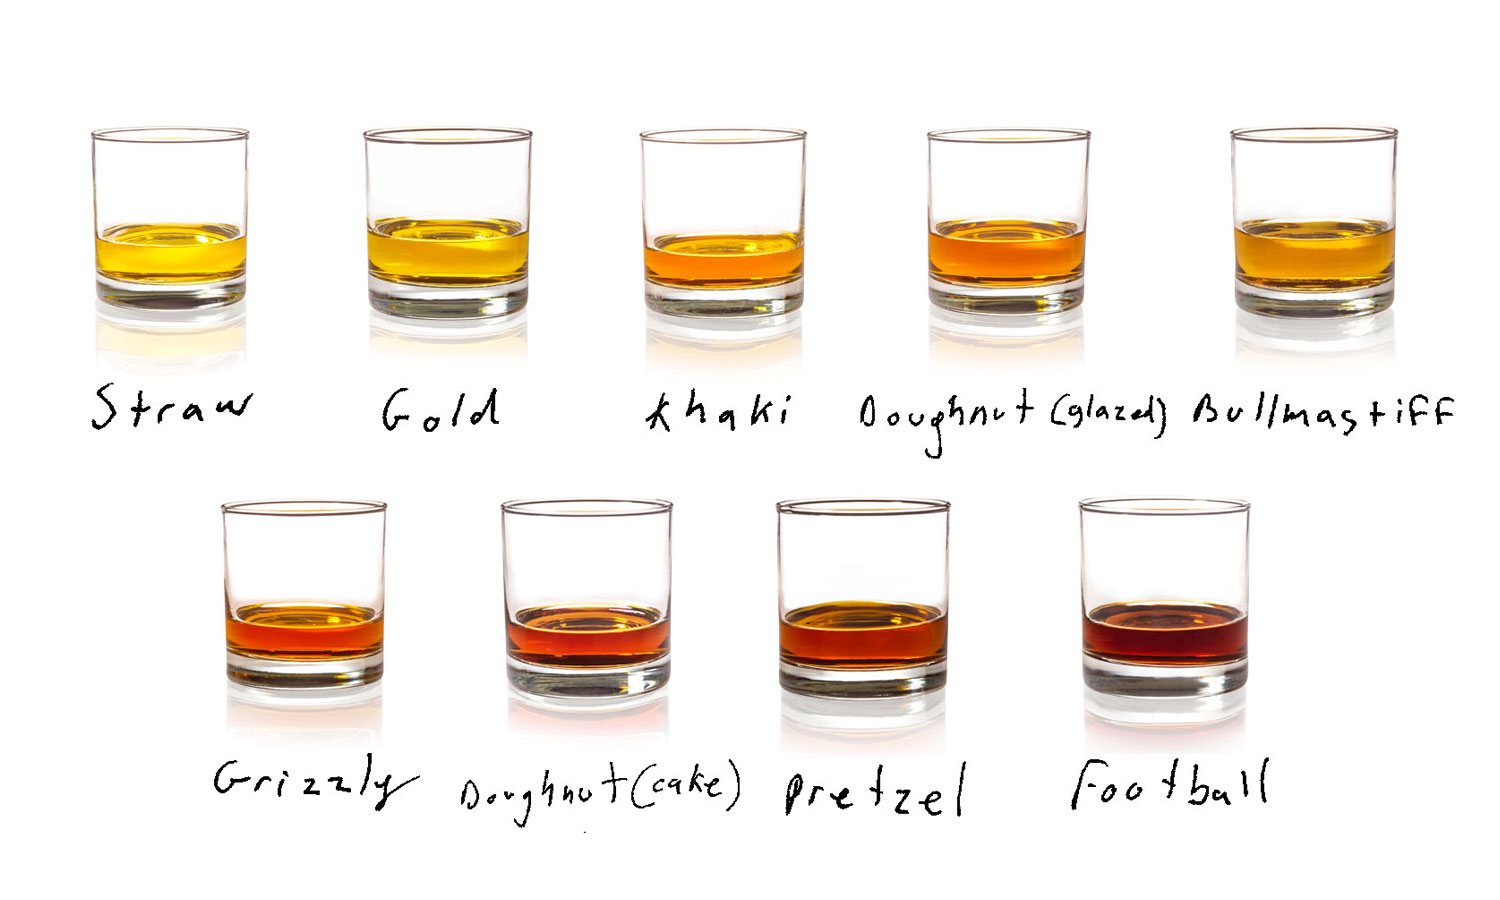 Straw Gold Khaki Doughnut (glazed) Bullmastiff
Grizzly Doughnut (cake) Pretzel Football